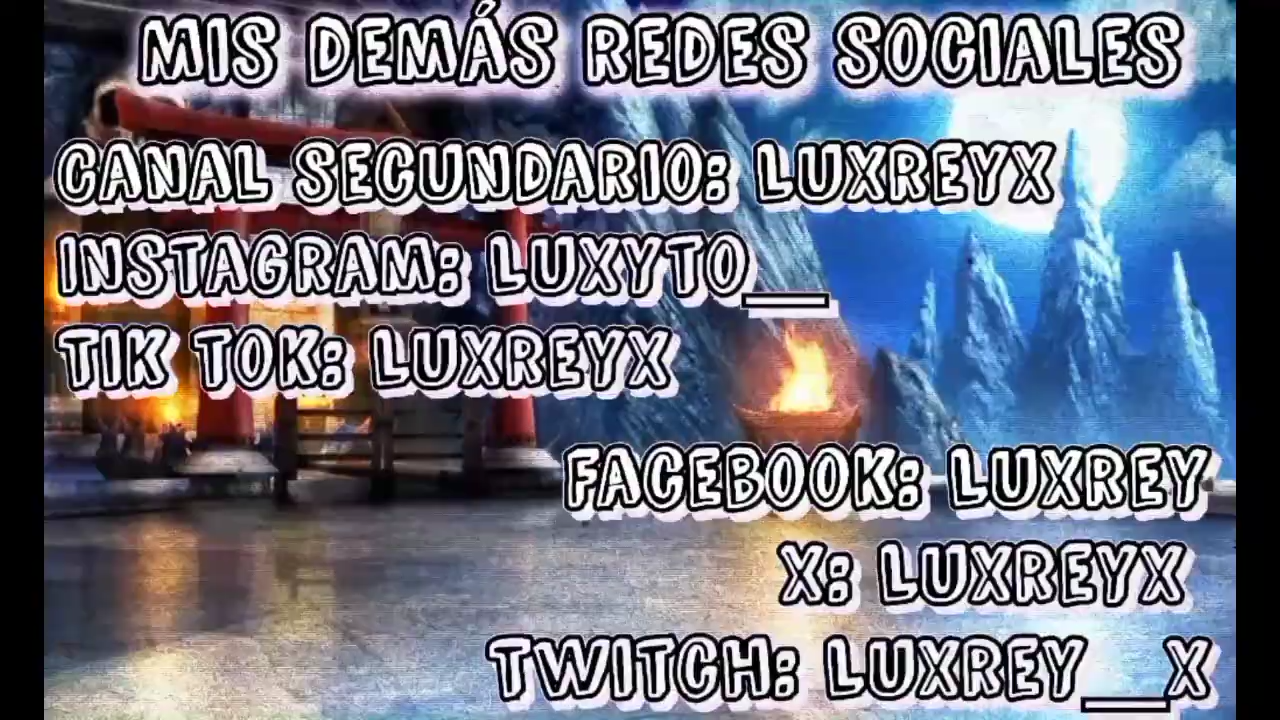 MIS DEMÁS REDES SOCIALES
CANAL SECUNDARIO: LUXREYX
INSTAGRAM: LUXYTO__
TIK TOK: LUXREYX
FACEBOOK: LUXREY
X: LUXREYX
TWITCH: LUXREY__X